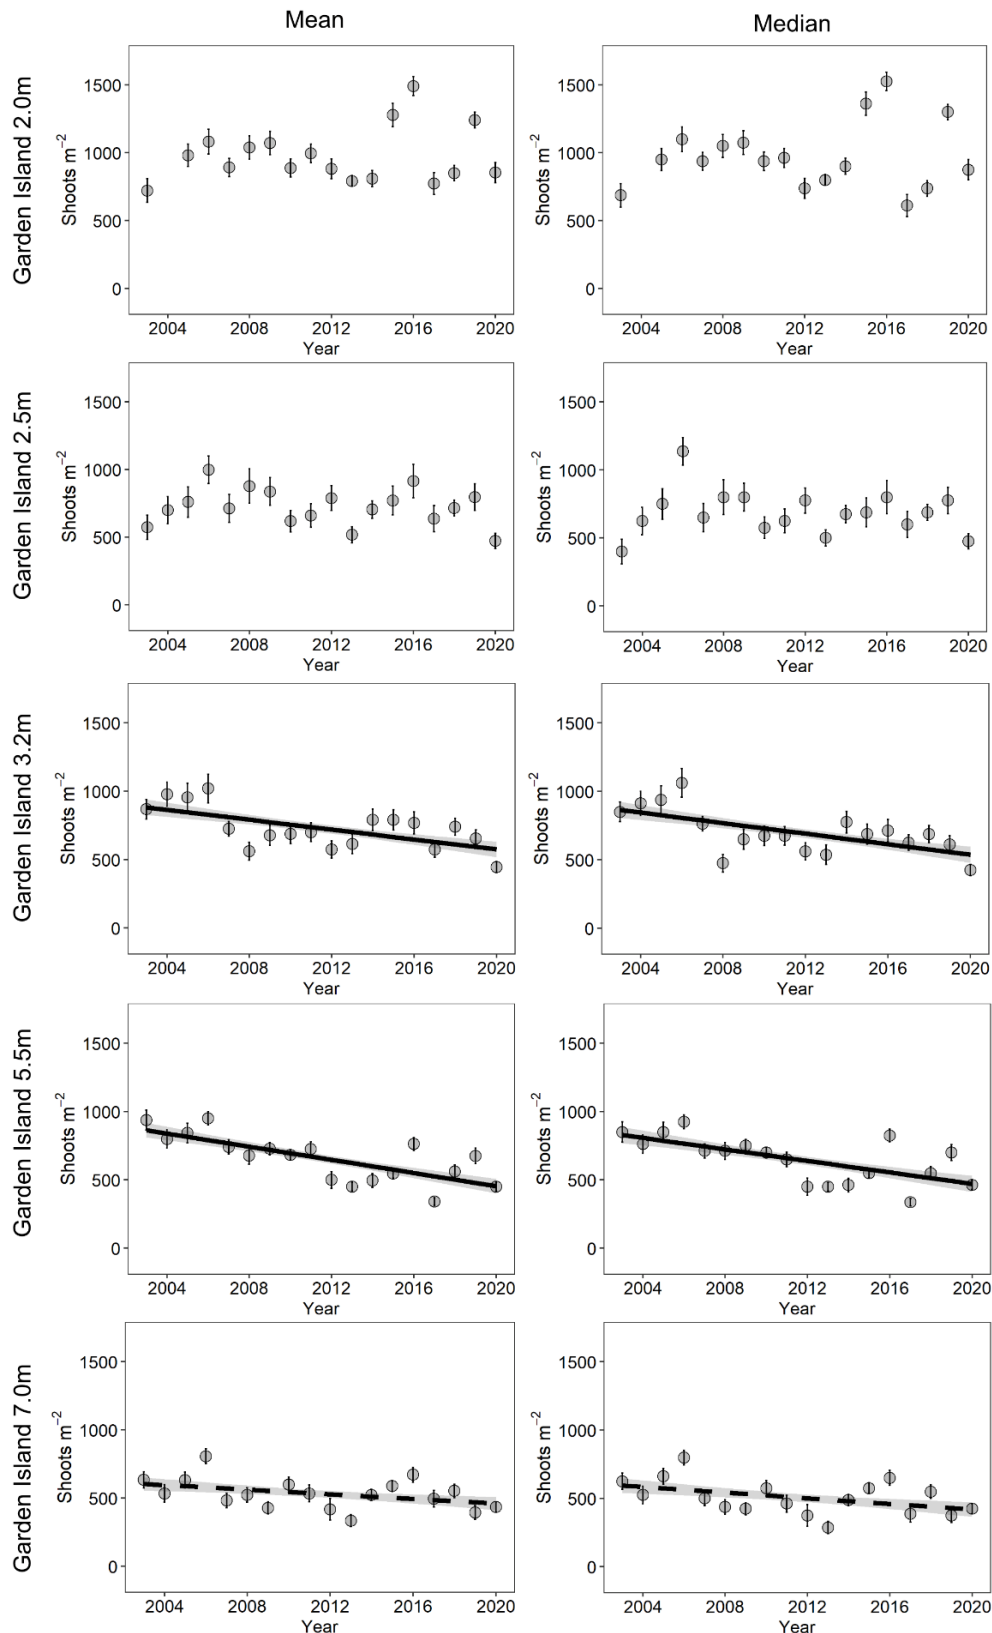 Mean
Median
Garden Island 2.0m
Shoots m⁻²
1500
1000
500
0
2004 2008 2012 2016 2020
Year
Shoots m⁻²
1500
1000
500
0
2004 2008 2012 2016 2020
Year
Garden Island 2.5m
Shoots m⁻²
1500
1000
500
0
2004 2008 2012 2016 2020
Year
Shoots m⁻²
1500
1000
500
0
2004 2008 2012 2016 2020
Year
Garden Island 3.2m
Shoots m⁻²
1500
1000
500
0
2004 2008 2012 2016 2020
Year
Shoots m⁻²
1500
1000
500
0
2004 2008 2012 2016 2020
Year
Garden Island 5.5m
Shoots m⁻²
1500
1000
500
0
2004 2008 2012 2016 2020
Year
Shoots m⁻²
1500
1000
500
0
2004 2008 2012 2016 2020
Year
Garden Island 7.0m
Shoots m⁻²
1500
1000
500
0
2004 2008 2012 2016 2020
Year
Shoots m⁻²
1500
1000
500
0
2004 2008 2012 2016 2020
Year